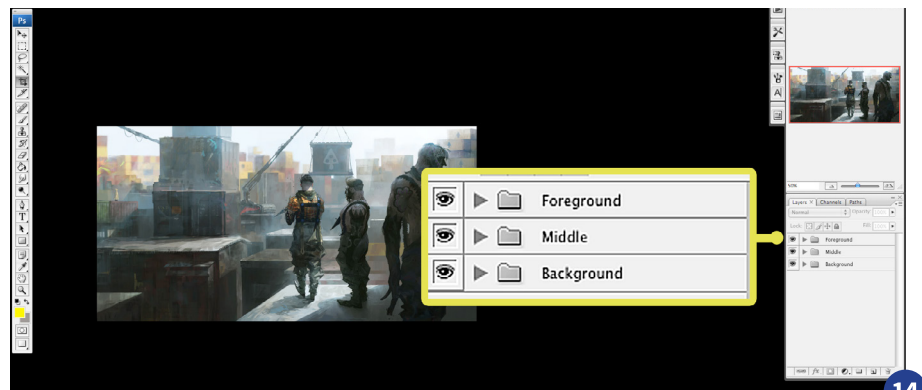 Ps
Foreground
Middle
Background
Layers × Channels Paths
Normal
Opacity:
Lock:
Fill:
Foreground
Middle
Background
14